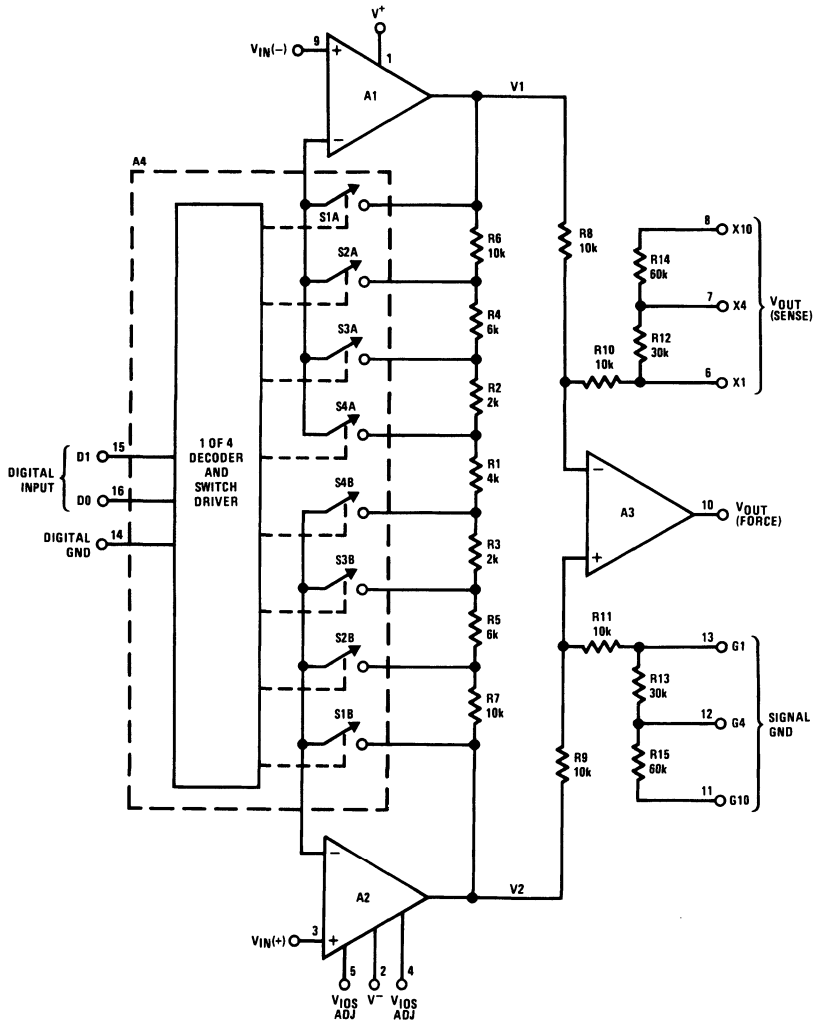 V+
VIN(−) 9
+
1
A1
V1
−
A4
S1A
R6
10k
R8
10k
8 X10
S2A
R14
60k
R4
6k
7 X4
VOUT
(SENSE)
S3A
R12
30k
R10
10k
6 X1
R2
2k
S4A
1 OF 4
DECODER
AND
SWITCH
DRIVER
DIGITAL
INPUT
D1 15
D0 16
DIGITAL
GND
14
R1
4k
−
S4B
A3
10 VOUT
(FORCE)
R3
2k
+
S3B
R5
6k
R11
10k
13 G1
S2B
R13
30k
R7
10k
12 G4
SIGNAL
GND
S1B
R9
10k
R15
60k
11 G10
−
A2
V2
VIN(+) 3
+
5
2
4
VIOS
ADJ
V−
VIOS
ADJ